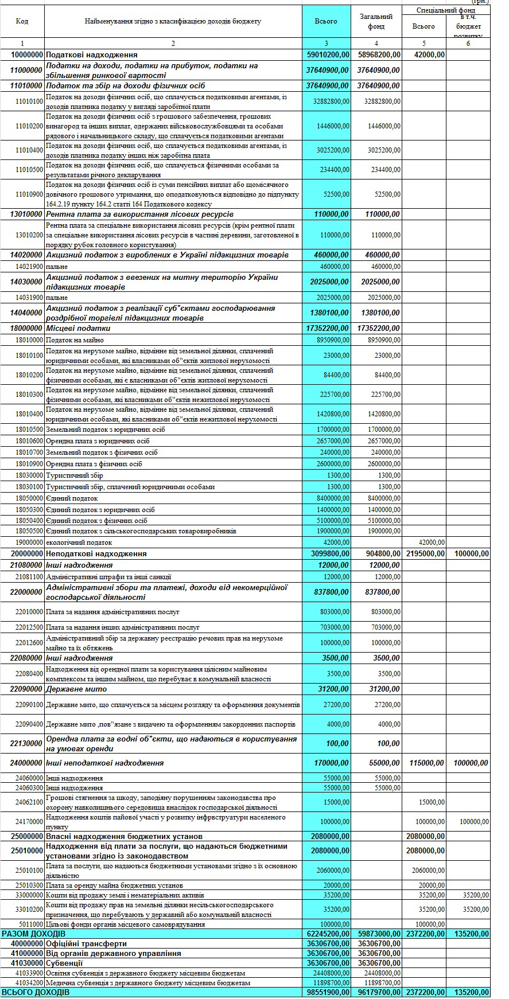 (грн.)
Код Найменування згідно з класифікацією доходів бюджету Всього Загальний фонд Спеціальний фонд
Всього в т.ч. бюджет розвитку
1 2 3 4 5 6
10000000 Податкові надходження 59010200,00 58968200,00 42000,00
11000000 Податки на доходи, податки на прибуток, податки на
збільшення ринкової вартості 37640900,00 37640900,00
11010000 Податок та збір на доходи фізичних осіб 37640900,00 37640900,00
11010100 Податок на доходи фізичних осіб, що сплачується податковими агентами, із
доходів платника податку у вигляді заробітної плати 32882800,00 32882800,00
11010200 Податок на доходи фізичних осіб з грошового забезпечення, грошових
винагород та інших виплат, одержаних військовослужбовцями та особами
рядового і начальницького складу, що сплачується податковими агентами 1446000,00 1446000,00
11010400 Податок на доходи фізичних осіб, що сплачується податковими агентами, із
доходів платника податку інших ніж заробітна плата 3025200,00 3025200,00
11010500 Податок на доходи фізичних осіб, що сплачується фізичними особами за
результатами річного декларування 234400,00 234400,00
11010900 Податок на доходи фізичних осіб із суми пенсійних виплат або щомісячного
довічного грошового утримання, що оподатковуються відповідно до підпункту
164.2.19 пункту 164.2 статті 164 Податкового кодексу 52500,00 52500,00
13010000 Рентна плата за використання лісових ресурсів 110000,00 110000,00
13010200 Рентна плата за спеціальне використання лісових ресурсів (крім рентної плати
за спеціальне використання лісових ресурсів в частині деревини, заготовленої в
порядку рубок головного користування) 110000,00 110000,00
14020000 Акцизний податок з вироблених в Україні підакцизних товарів 460000,00 460000,00
14021900 пальне 460000,00 460000,00
14030000 Акцизний податок з ввезених на митну територію України
підакцизних товарів 2025000,00 2025000,00
14031900 пальне 2025000,00 2025000,00
14040000 Акцизний податок з реалізації суб"єктами господарювання
роздрібної торгівлі підакцизних товарів 1380100,00 1380100,00
18000000 Місцеві податки 17352200,00 17352200,00
18010000 Податок на майно 8950900,00 8950900,00
18010100 Податок на нерухоме майно, відмінне від земельної ділянки, сплачений
юридичними особами, які власниками об"єктів житлової нерухомості 23000,00 23000,00
18010200 Податок на нерухоме майно, відмінне від земельної ділянки, сплачений
фізичними особами, які є власниками об"єктів житлової нерухомості 84400,00 84400,00
18010300 Податок на нерухоме майно, відмінне від земельної ділянки, сплачений
фізичними особами, які власниками об"єктів нежитлової нерухомості 225700,00 225700,00
18010400 Податок на нерухоме майно, відмінне від земельної ділянки, сплачений
юридичними особами, які власниками об"єктів нежитлової нерухомості 1420800,00 1420800,00
18010500 Земельний податок з юридичних осіб 1700000,00 1700000,00
18010600 Орендна плата з юридичних осіб 2657000,00 2657000,00
18010700 Земельний податок з фізичних осіб 240000,00 240000,00
18010900 Орендна плата з фізичних осіб 2600000,00 2600000,00
18030000 Туристичний збір 1300,00 1300,00
18030100 Туристичний збір, сплачений юридичними особами 1300,00 1300,00
18050000 Єдиний податок 8400000,00 8400000,00
18050300 Єдиний податок з юридичних осіб 1400000,00 1400000,00
18050400 Єдиний податок з фізичних осіб 5100000,00 5100000,00
18050500 Єдиний податок з сільськогосподарських товаровиробників 1900000,00 1900000,00
19000000 екологічний податок 42000,00 42000,00
20000000 Неподаткові надходження 3099800,00 904800,00 2195000,00 100000,00
21080000 Інші надходження 12000,00 12000,00
21081100 Адміністративні штрафи та інші санкції 12000,00 12000,00
22000000 Адміністративні збори та платежі, доходи від некомерційної
господарської діяльності 837800,00 837800,00
22010000 Плата за надання адміністративних послуг 803000,00 803000,00
22012500 Плата за надання інших адміністративних послуг 703000,00 703000,00
22012600 Адміністративний збір за державну реєстрацію речових прав на нерухоме
майно та їх обтяжень 100000,00 100000,00
22080000 Інші надходження 3500,00 3500,00
22080400 Надходження від орендної плати за користування цілісним майновим
комплексом та іншим майном, що перебуває в комунальній власності 3500,00 3500,00
22090000 Державне мито 31200,00 31200,00
22090100 Державне мито, що сплачується за місцем розгляду та оформлення документів 27200,00 27200,00
22090400 Державне мито ,пов"язане з видачею та оформленням закордонних паспортів 4000,00 4000,00
22130000 Орендна плата за водні об"єкти, що надаються в користування
на умовах оренди 100,00 100,00
24000000 Інші неподаткові надходження 170000,00 55000,00 115000,00 100000,00
24060000 Інші надходження 55000,00 55000,00
24060300 Інші надходження 55000,00 55000,00
24062100 Грошові стягнення за шкоду, заподіяну порушенням законодавства про
охорону навколишнього середовища внаслідок господарської діяльності 15000,00 15000,00
24170000 Надходження коштів пайової участі у розвитку інфрвструатури населеного
пункту 100000,00 100000,00 100000,00
25000000 Власні надходження бюджетних установ 2080000,00 2080000,00
25010000 Надходження від плати за послуги, що надаються бюджетними
установами згідно із законодавством 2080000,00 2080000,00
25010100 Плата за послуги, що надаються бюджетними установами згідно з їх основною
діяльністю 2060000,00 2060000,00
25010300 Плата за оренду майна бюджетних установ 20000,00 20000,00
33000000 Кошти від продажу землі і нематеріальних активів 35200,00 35200,00 35200,00
33010200 Кошти від продажу прав на земельні ділянки несільськогосподарського
призначення, що перебувають у державній або комунальній власності 35200,00 35200,00 35200,00
5011000 Цільові фонди органів місцевого самоврядування 100000,00 100000,00
РАЗОМ ДОХОДІВ 62245200,00 59873000,00 2372200,00 135200,00
40000000 Офіційні трансферти 36306700,00 36306700,00
41000000 Від органів державного управління 36306700,00 36306700,00
41030000 Субвенції 36306700,00 36306700,00
41033900 Освітня субвенція з державного бюджету місцевим бюджетам 24408000,00 24408000,00
41034200 Медична субвенція з державного бюджету місцевим бюджетам 11898700,00 11898700,00
ВСЬОГО ДОХОДІВ 98551900,00 96179700,00 2372200,00 135200,00